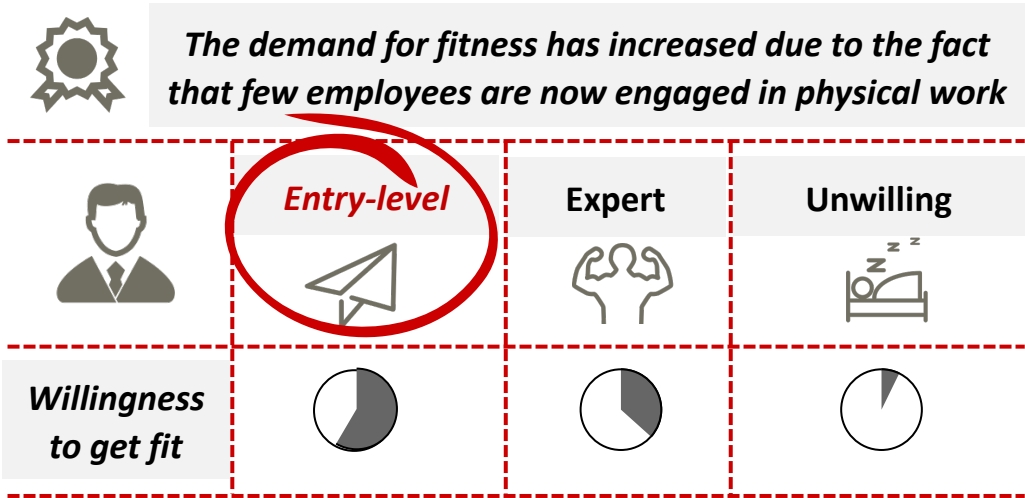 The demand for fitness has increased due to the fact
that few employees are now engaged in physical work
Entry-level
Expert
Unwilling
z z z z
Willingness
to get fit